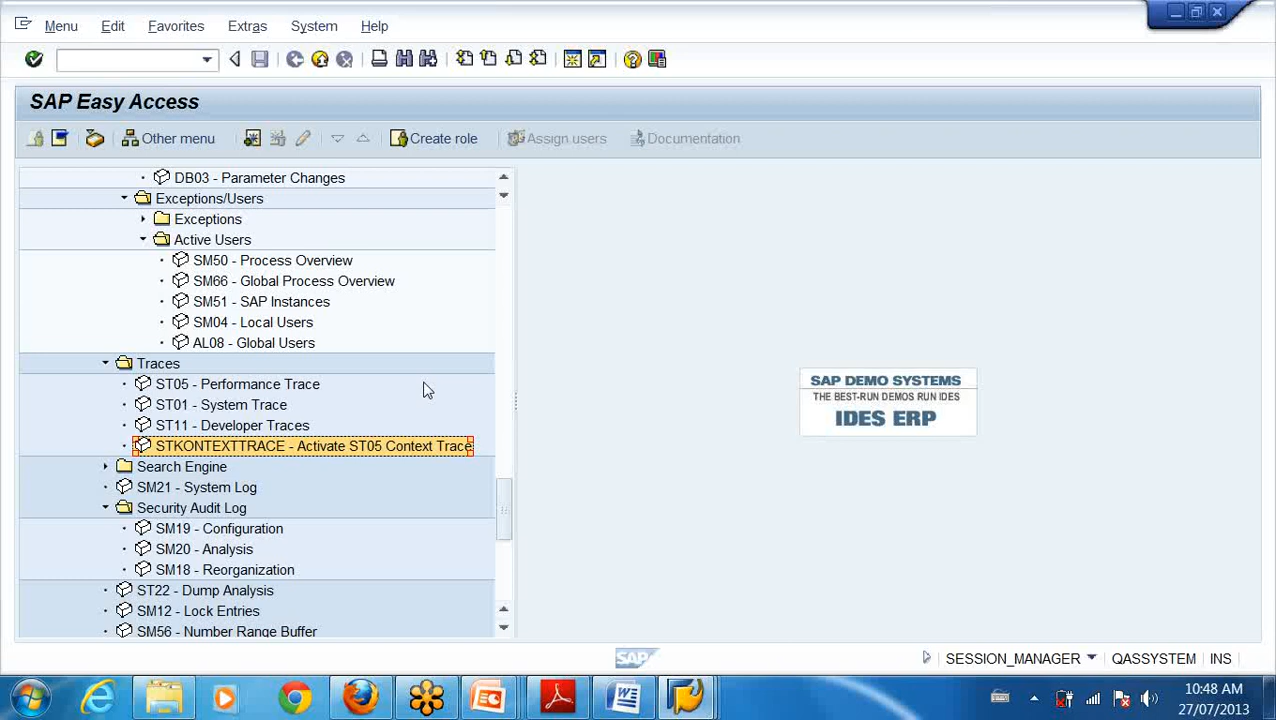 Menu Edit Favorites Extras System Help
SAP Easy Access
Other menu Create role Assign users Documentation
DB03 - Parameter Changes
Exceptions/Users
Exceptions
Active Users
SM50 - Process Overview
SM66 - Global Process Overview
SM51 - SAP Instances
SM04 - Local Users
AL08 - Global Users
Traces
ST05 - Performance Trace
ST01 - System Trace
ST11 - Developer Traces
STKONTEXTTRACE - Activate ST05 Context Trace
Search Engine
SM21 - System Log
Security Audit Log
SM19 - Configuration
SM20 - Analysis
SM18 - Reorganization
ST22 - Dump Analysis
SM12 - Lock Entries
SM56 - Number Range Buffer
SAP DEMO SYSTEMS
THE BEST-RUN DEMOS RUN IDES
IDES ERP
SAP
SESSION_MANAGER QASSYSTEM INS
10:48 AM
27/07/2013